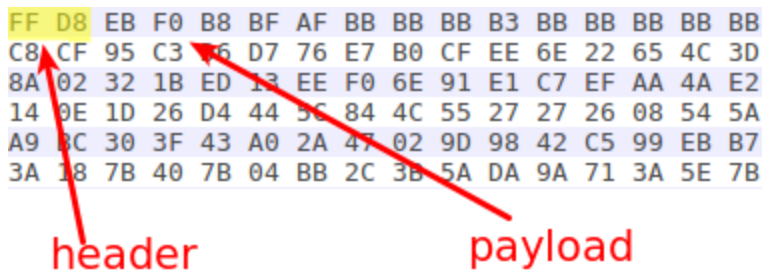 FF D8 EB F0 B8 BF AF BB BB BB B3 BB BB BB BB BB
C8 CF 95 C3 D7 76 E7 B0 CF EE 6E 22 65 4C 3D
8A 02 32 1B ED 13 EE F0 6E 91 E1 C7 EF AA 4A E2
14 0E 1D 26 D4 44 5C 84 4C 55 27 27 26 08 54 5A
A9 BC 30 3F 43 A0 2A 47 02 9D 98 42 C5 99 EB B7
3A 18 7B 40 7B 04 BB 2C 3B 5A DA 9A 71 3A 5E 7B
header
payload